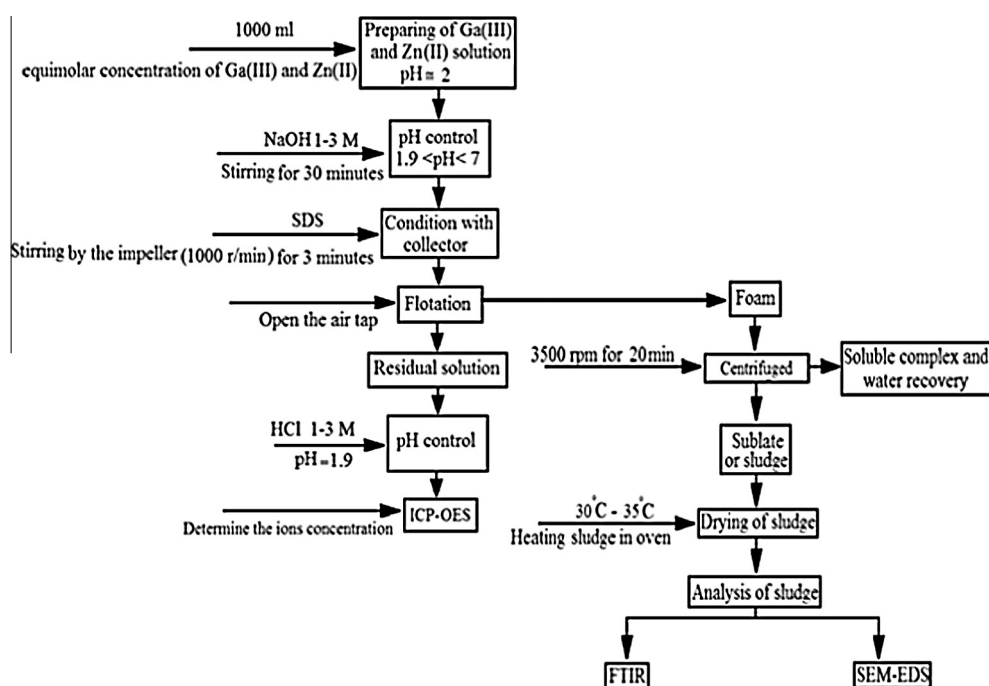 1000 ml
equimolar concentration of Ga(III) and Zn(II)
Preparing of Ga(III)
and Zn(II) solution
pH ≅ 2
NaOH 1-3 M
Stirring for 30 minutes
pH control
1.9 <pH< 7
SDS
Stirring by the impeller (1000 r/min) for 3 minutes
Condition with
collector
Open the air tap
Flotation
Foam
3500 rpm for 20min
Centrifuged
Soluble complex and
water recovery
Residual solution
HCl 1-3 M
pH=1.9
pH control
Sublate
or sludge
Determine the ions concentration
ICP-OES
30°C - 35°C
Heating sludge in oven
Drying of sludge
Analysis of sludge
FTIR
SEM-EDS